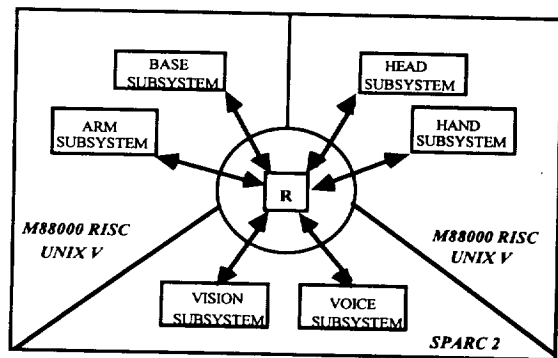 BASE
SUBSYSTEM
HEAD
SUBSYSTEM
ARM
SUBSYSTEM
HAND
SUBSYSTEM
R
M88000 RISC
UNIX V
M88000 RISC
UNIX V
VISION
SUBSYSTEM
VOICE
SUBSYSTEM
SPARC 2